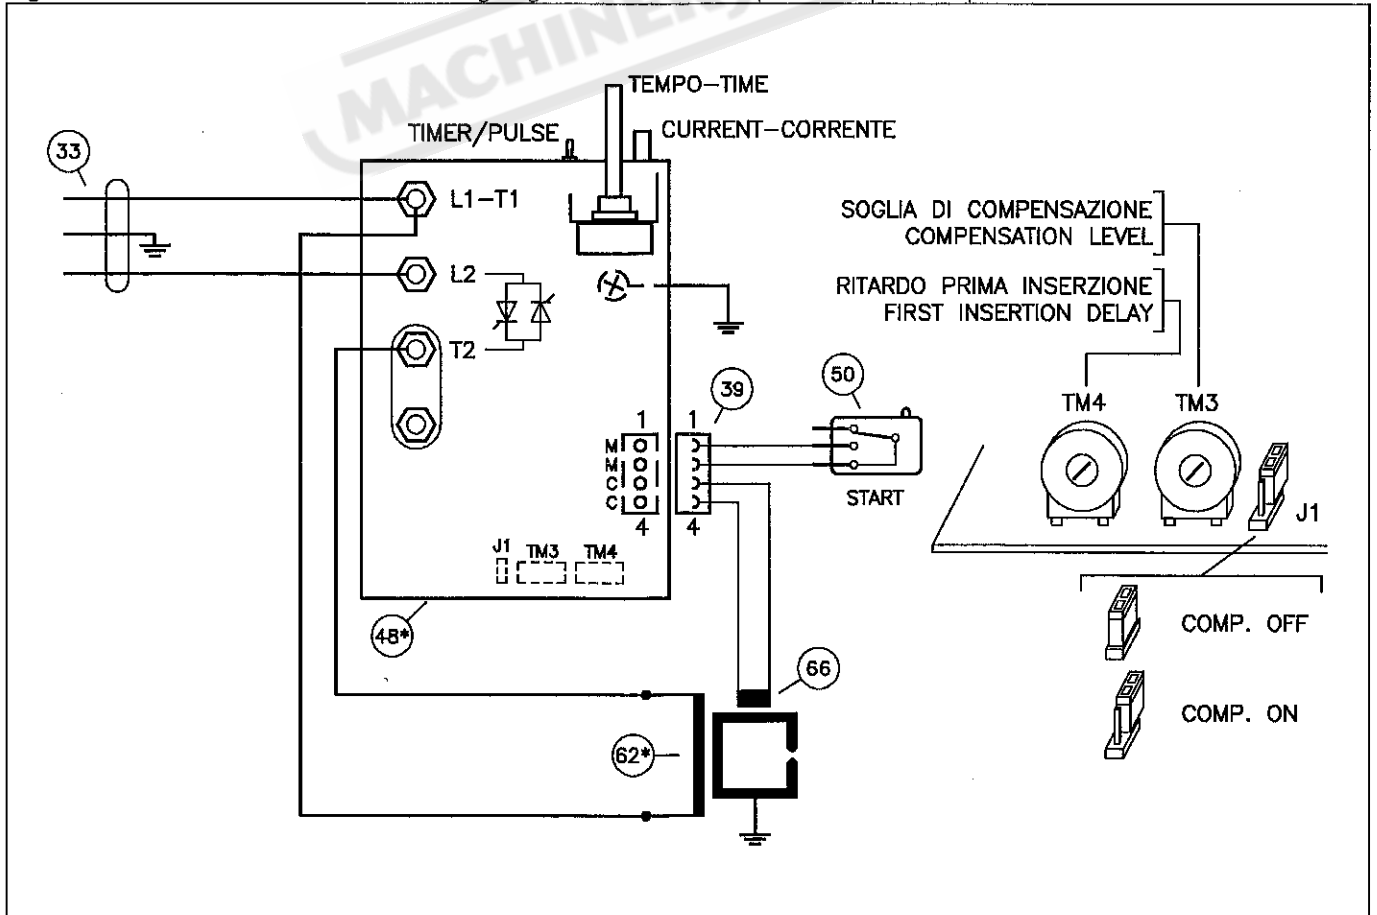 MACHINERY
TEMPO-TIME
TIMER/PULSE
CURRENT-CORRENTE
33
L1-T1
L2
T2
SOGLIA DI COMPENSAZIONE
COMPENSATION LEVEL
RITARDO PRIMA INSERZIONE
FIRST INSERTION DELAY
TM4
TM3
J1
39
50
1
1
M
M
C
C
4
4
START
J1
TM3
TM4
48*
66
62*
COMP. OFF
COMP. ON